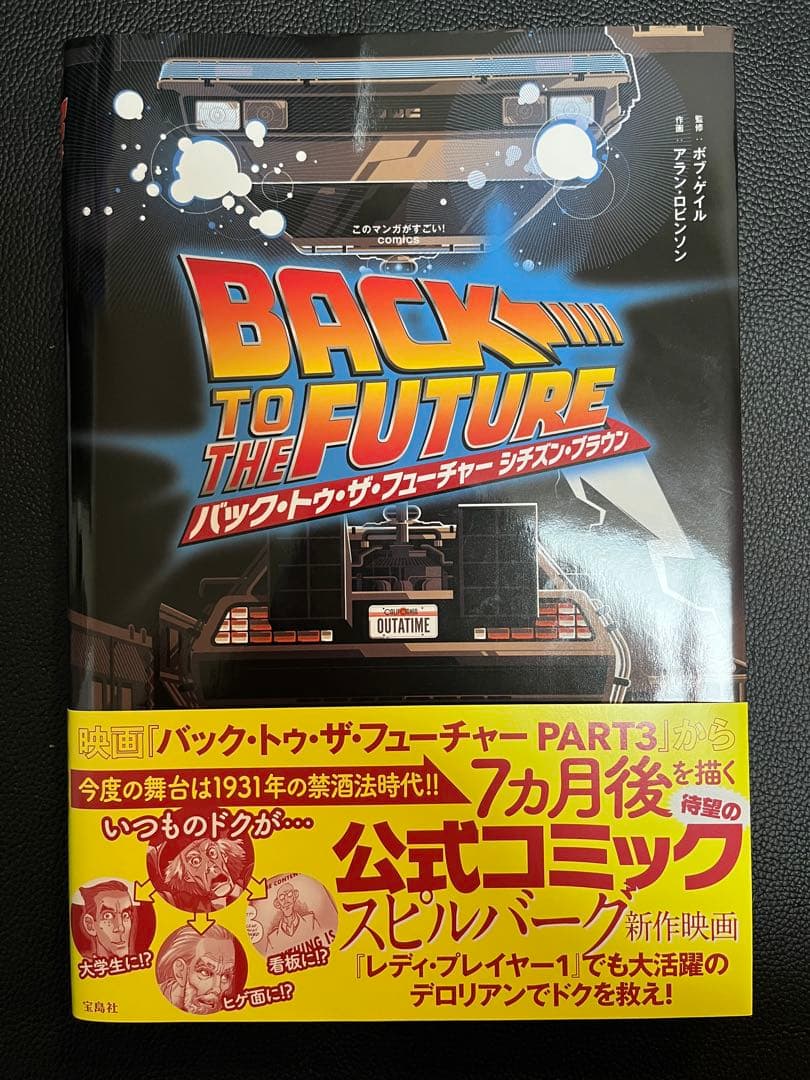 監修：ボブ・ゲイル
作画：アラン・ロビンソン
このマンガがすごい!
comics
BACK
TO
THE FUTURE
バック・トゥ・ザ・フューチャー シチズン・ブラウン
CALIFORNIA
OUTATIME
映画『バック・トゥ・ザ・フューチャー PART3』から
今度の舞台は1931年の禁酒法時代!!
7ヵ月後を描く
待望の
公式コミック
いつものドクが…
大学生に!?
ヒゲ面に!?
看板に!?
スピルバーグ新作映画
『レディ・プレイヤー1』でも大活躍の
デロリアンでドクを救え!
宝島社